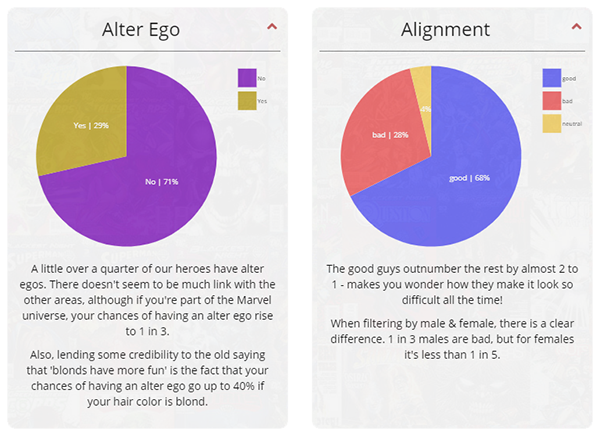 Alter Ego
No
Yes
Yes | 29%
No | 71%
A little over a quarter of our heroes have alter
egos. There doesn't seem to be much link with the
other areas, although if you're part of the Marvel
universe, your chances of having an alter ego rise
to 1 in 3.
Also, lending some credibility to the old saying
that 'blonds have more fun' is the fact that your
chances of having an alter ego go up to 40% if
your hair color is blond.
Alignment
good
bad
neutral
bad | 28%
good | 68%
The good guys outnumber the rest by almost 2 to
1 - makes you wonder how they make it look so
difficult all the time!
When filtering by male & female, there is a clear
difference. 1 in 3 males are bad, but for females
it's less than 1 in 5.